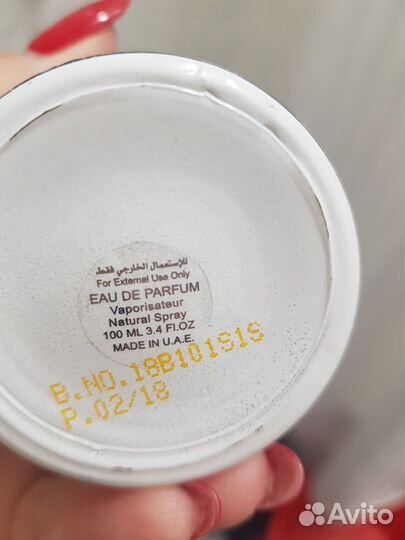 للإستعمال الخارجي فقط
For External Use Only
EAU DE PARFUM
Vaporisateur
Natural Spray
100 ML 3.4 Fl.OZ
MADE IN U.A.E.
B.NO.18B101S1S
P.02/18
Avito